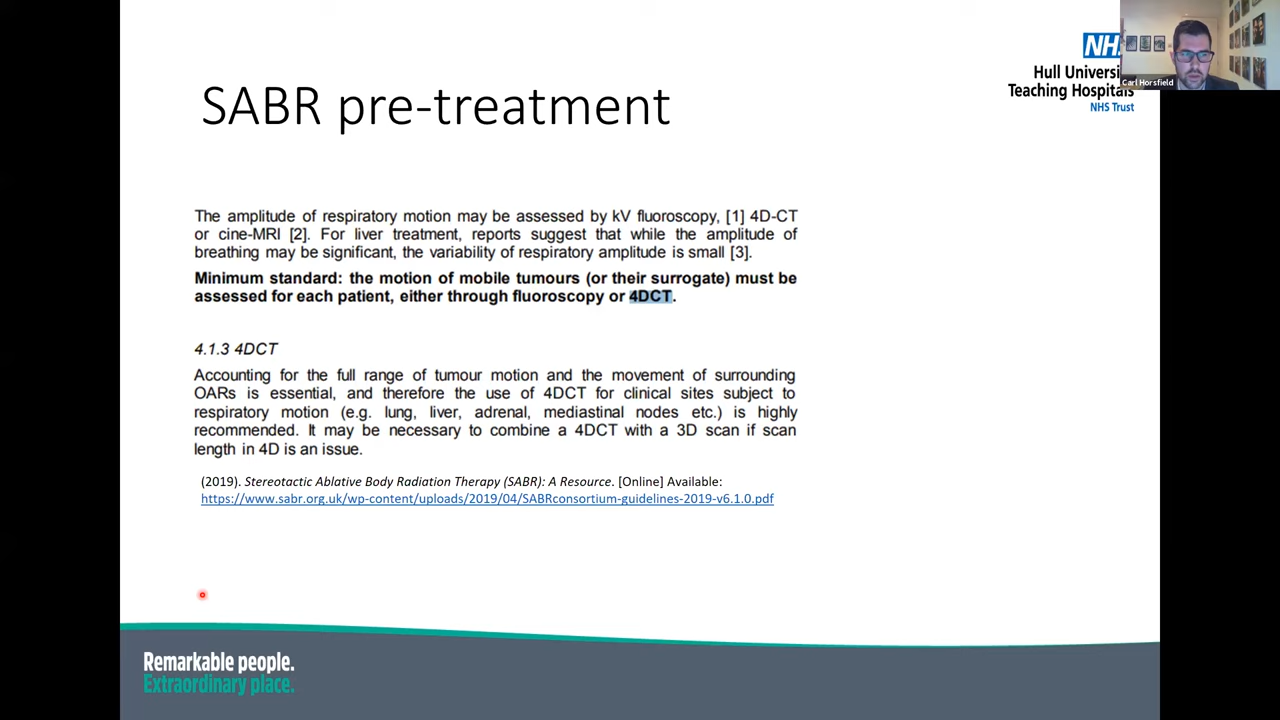 SABR pre-treatment
NHS
Hull Universi
Teaching Hospitals
NHS Trust
Carl Horsfield
The amplitude of respiratory motion may be assessed by kV fluoroscopy, [1] 4D-CT
or cine-MRI [2]. For liver treatment, reports suggest that while the amplitude of
breathing may be significant, the variability of respiratory amplitude is small [3].
Minimum standard: the motion of mobile tumours (or their surrogate) must be
assessed for each patient, either through fluoroscopy or 4DCT.
4.1.3 4DCT
Accounting for the full range of tumour motion and the movement of surrounding
OARs is essential, and therefore the use of 4DCT for clinical sites subject to
respiratory motion (e.g. lung, liver, adrenal, mediastinal nodes etc.) is highly
recommended. It may be necessary to combine a 4DCT with a 3D scan if scan
length in 4D is an issue.
(2019). Stereotactic Ablative Body Radiation Therapy (SABR): A Resource. [Online] Available:
https://www.sabr.org.uk/wp-content/uploads/2019/04/SABRconsortium-guidelines-2019-v6.1.0.pdf
Remarkable people.
Extraordinary place.